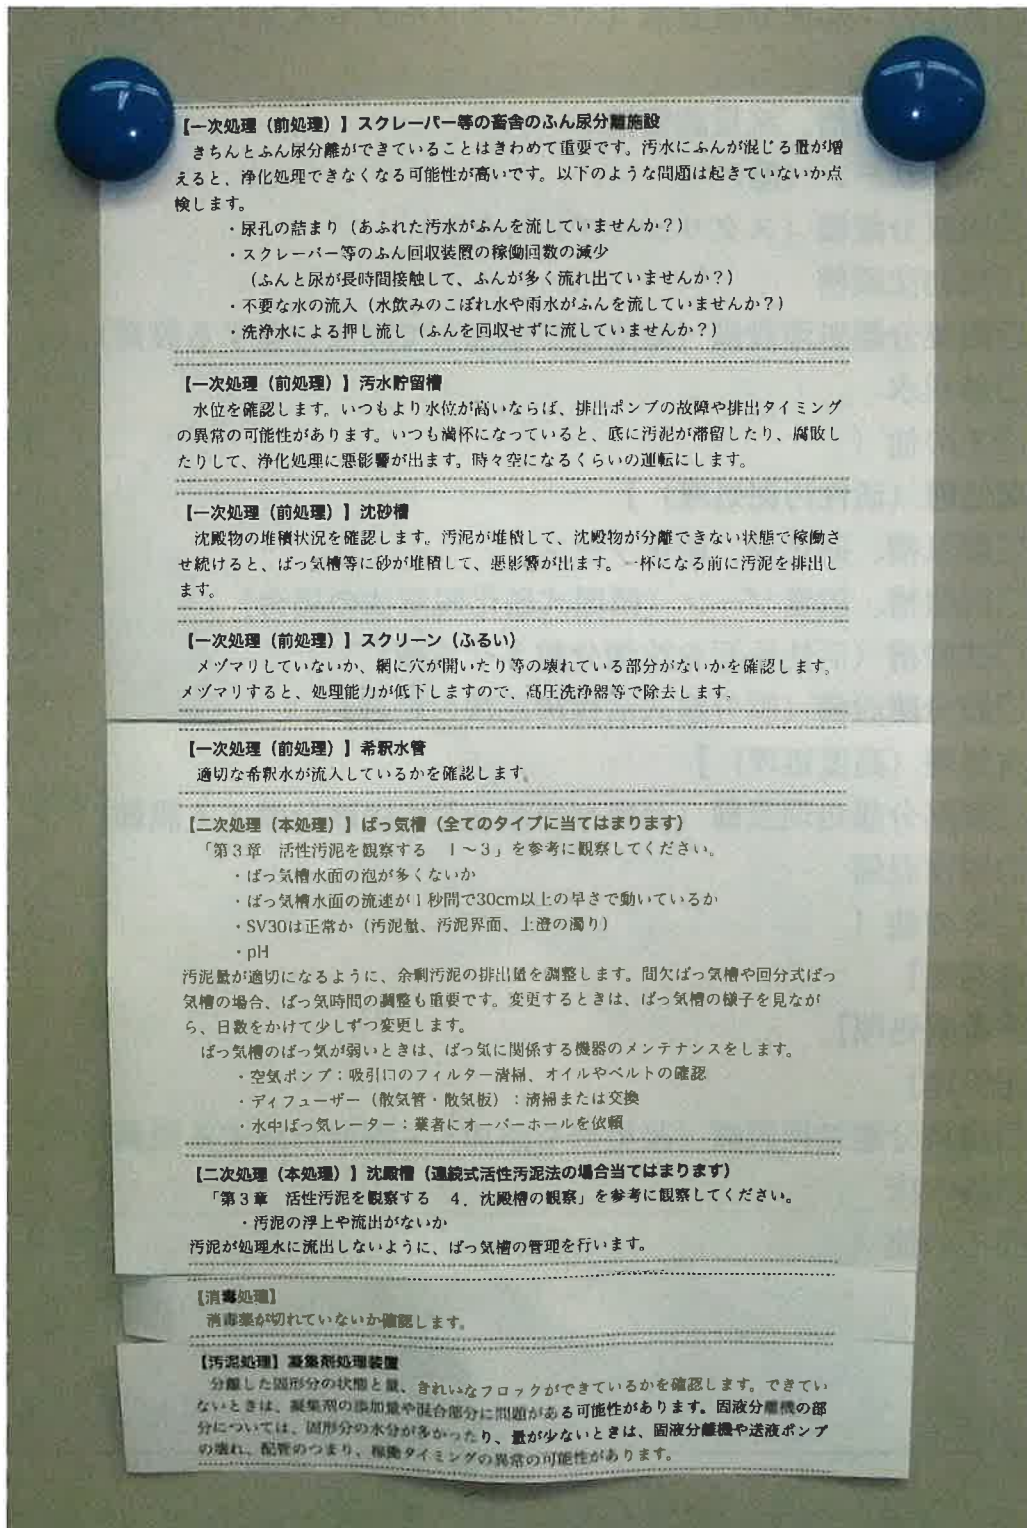 【一次処理（前処理）】スクレーパー等の畜舎のふん尿分離施設
きちんとふん尿分離ができていることはきわめて重要です。汚水にふんが混じる量が増
えると、浄化処理できなくなる可能性が高いです。以下のような問題は起きていないか点
検します。
・尿孔の詰まり（あふれた汚水がふんを流していませんか？）
・スクレーパー等のふん回収装置の稼働回数の減少
（ふんと尿が長時間接触して、ふんが多く流れ出ていませんか？）
・不要な水の流入（水飲みのこぼれ水や雨水がふんを流していませんか？）
・洗浄水による押し流し（ふんを回収せずに流していませんか？）
【一次処理（前処理）】汚水貯留槽
水位を確認します。いつもより水位が高いならば、排出ポンプの故障や排出タイミング
の異常の可能性があります。いつも満杯になっていると、底に汚泥が滞留したり、腐敗し
たりして、浄化処理に悪影響が出ます。時々空になるくらいの運転にします。
【一次処理（前処理）】沈砂槽
沈殿物の堆積状況を確認します。汚泥が堆積して、沈殿物が分離できない状態で稼働さ
せ続けると、ばっ気槽等に砂が堆積して、悪影響が出ます。一杯になる前に汚泥を排出し
ます。
【一次処理（前処理）】スクリーン（ふるい）
メヅマリしていないか、網に穴が開いたり等の壊れている部分がないかを確認します。
メヅマリすると、処理能力が低下しますので、高圧洗浄器等で除去します。
【一次処理（前処理）】希釈水管
適切な希釈水が流入しているかを確認します。
【二次処理（本処理）】ばっ気槽（全てのタイプに当てはまります）
「第３章　活性汚泥を観察する　１～３」を参考に観察してください。
・ばっ気槽水面の泡が多くないか
・ばっ気槽水面の流速が１秒間で30cm以上の早さで動いているか
・SV30は正常か（汚泥量、汚泥界面、上澄の濁り）
・pH
汚泥量が適切になるように、余剰汚泥の排出量を調整します。間欠ばっ気槽や回分式ばっ
気槽の場合、ばっ気時間の調整も重要です。変更するときは、ばっ気槽の様子を見なが
ら、日数をかけて少しずつ変更します。
ばっ気槽のばっ気が弱いときは、ばっ気に関係する機器のメンテナンスをします。
・空気ポンプ：吸引口のフィルター清掃、オイルやベルトの確認
・ディフューザー（散気管・散気板）：清掃または交換
・水中ばっ気レーター：業者にオーバーホールを依頼
【二次処理（本処理）】沈殿槽（連続式活性汚泥法の場合当てはまります）
「第３章　活性汚泥を観察する　４．沈殿槽の観察」を参考に観察してください。
・汚泥の浮上や流出がないか
汚泥が処理水に流出しないように、ばっ気槽の管理を行います。
【消毒処理】
消毒薬が切れていないか確認します。
【汚泥処理】凝集剤処理装置
分離した固形分の状態と量、きれいなフロックができているかを確認します。できてい
ないときは、凝集剤の添加量や混合部分に問題がある可能性があります。固液分離機の部
分については、固形分の水分が多かったり、量が少ないときは、固液分離機や送液ポンプ
の壊れ、配管のつまり、稼働タイミングの異常の可能性があります。